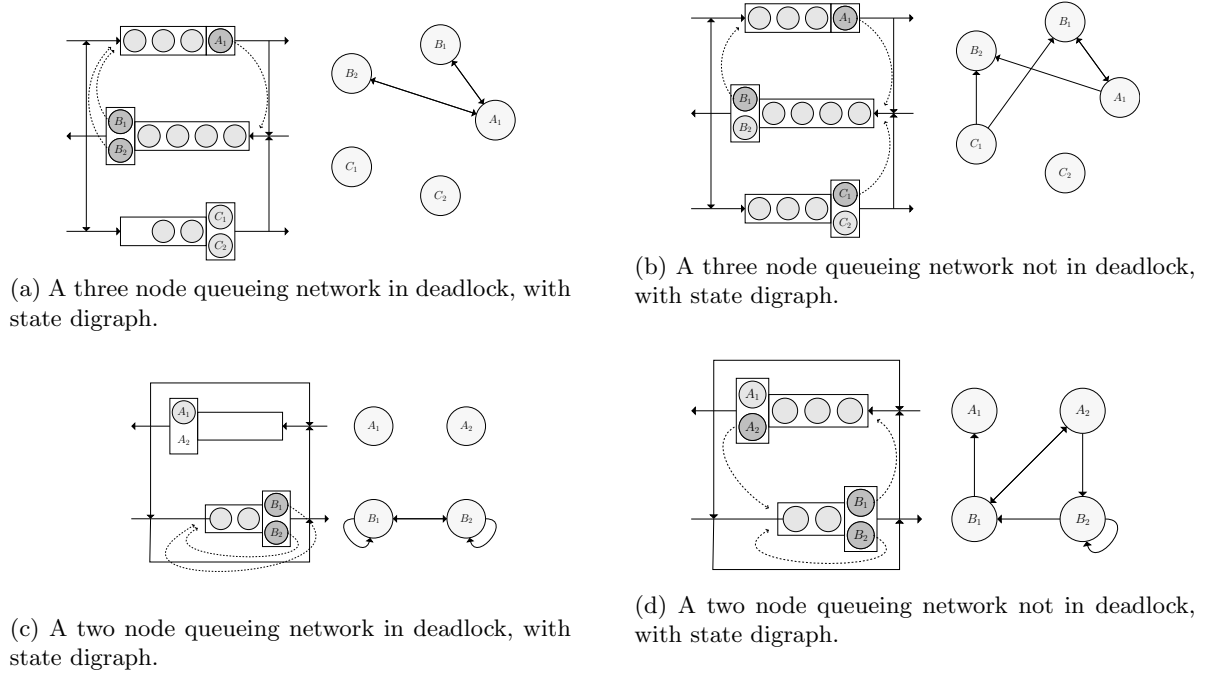 A₁
B₁
B₂
C₁
C₂
B₁
B₂
A₁
C₁
C₂
(a) A three node queueing network in deadlock, with
state digraph.
A₁
B₁
B₂
C₁
C₂
B₁
B₂
A₁
C₁
C₂
(b) A three node queueing network not in deadlock,
with state digraph.
A₁
A₂
B₁
B₂
A₁
A₂
B₁
B₂
(c) A two node queueing network in deadlock, with
state digraph.
A₁
A₂
B₁
B₂
A₁
A₂
B₁
B₂
(d) A two node queueing network not in deadlock,
with state digraph.